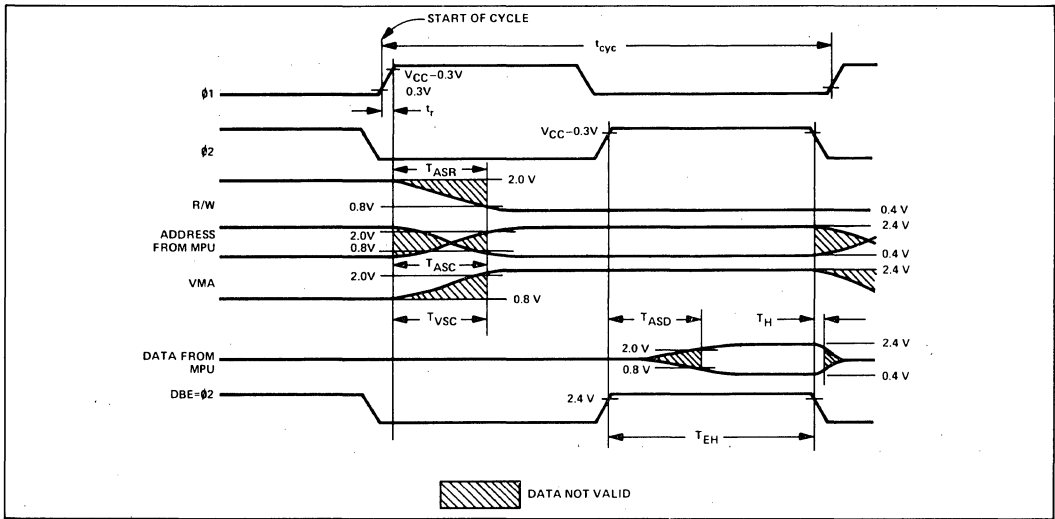 START OF CYCLE
tcyc
VCC−0.3V
0.3V
ø1
tr
VCC−0.3V
ø2
TASR
2.0 V
R/W
0.8V
0.4 V
2.4 V
ADDRESS
FROM MPU
2.0V
0.8V
0.4 V
TASC
2.0V
2.4 V
VMA
0.8 V
TVSC
TASD
TH
DATA FROM
MPU
2.0 V
0.8 V
2.4 V
0.4 V
DBE=ø2
2.4 V
TEH
DATA NOT VALID